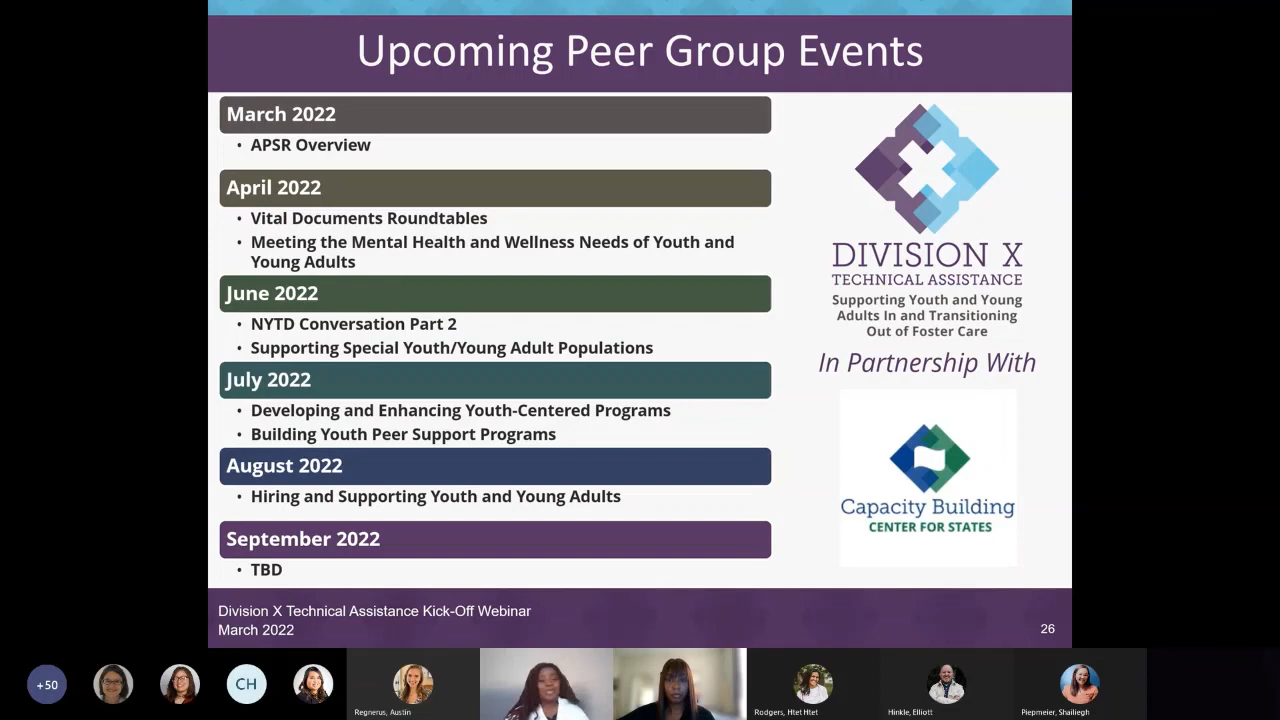 Upcoming Peer Group Events
March 2022
• APSR Overview
April 2022
• Vital Documents Roundtables
• Meeting the Mental Health and Wellness Needs of Youth and
Young Adults
June 2022
• NYTD Conversation Part 2
• Supporting Special Youth/Young Adult Populations
July 2022
• Developing and Enhancing Youth-Centered Programs
• Building Youth Peer Support Programs
August 2022
• Hiring and Supporting Youth and Young Adults
September 2022
• TBD
DIVISION X
TECHNICAL ASSISTANCE
Supporting Youth and Young
Adults In and Transitioning
Out of Foster Care
In Partnership With
Capacity Building
CENTER FOR STATES
Division X Technical Assistance Kick-Off Webinar
March 2022
26
+50
CH
Regnerus, Austin
Rodgers, Htet Htet
Hinkle, Elliott
Piepmeier, Shailiegh